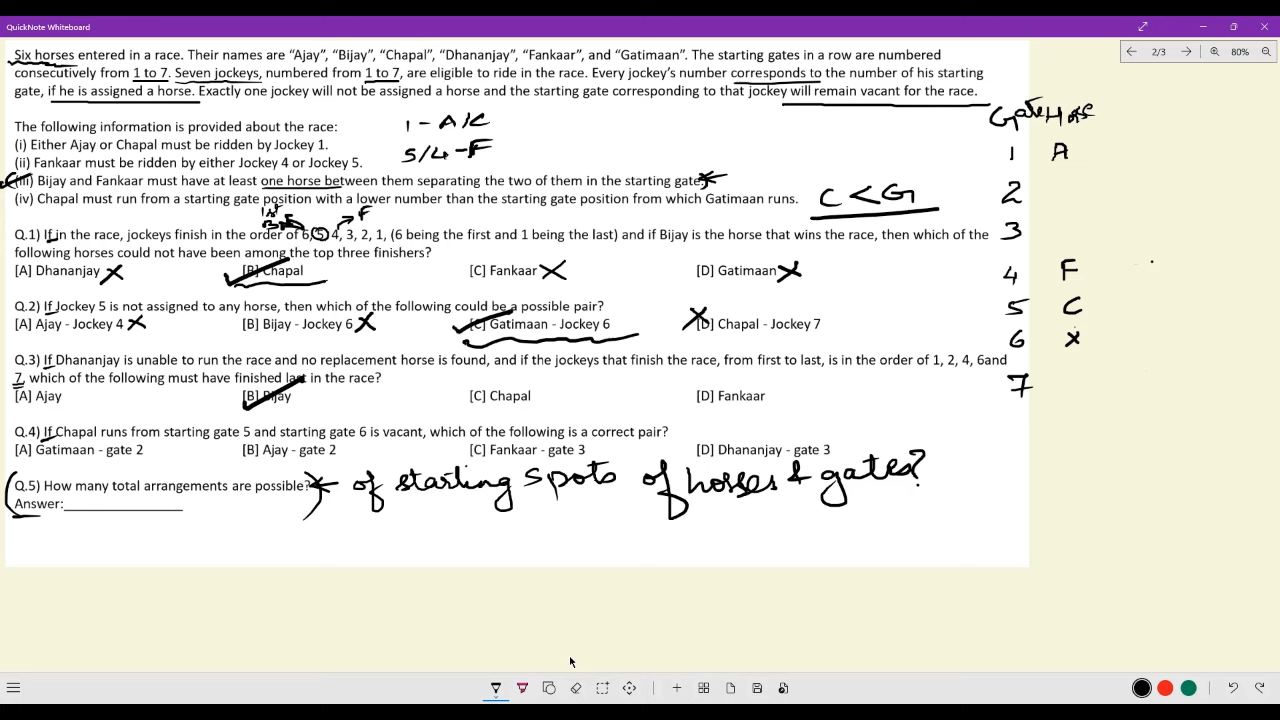 QuickNote Whiteboard
2/3
80%
Six horses entered in a race. Their names are “Ajay”, “Bijay”, “Chapal”, “Dhananjay”, “Fankaar”, and “Gatimaan”. The starting gates in a row are numbered
consecutively from 1 to 7. Seven jockeys, numbered from 1 to 7, are eligible to ride in the race. Every jockey's number corresponds to the number of his starting
gate, if he is assigned a horse. Exactly one jockey will not be assigned a horse and the starting gate corresponding to that jockey will remain vacant for the race.
The following information is provided about the race:
1 - A/C
(i) Either Ajay or Chapal must be ridden by Jockey 1.
5/4 - F
(ii) Fankaar must be ridden by either Jockey 4 or Jockey 5.
(iii) Bijay and Fankaar must have at least one horse between them separating the two of them in the starting gate.
(iv) Chapal must run from a starting gate position with a lower number than the starting gate position from which Gatimaan runs.
C < G
F
Q.1) If in the race, jockeys finish in the order of 6, 5, 4, 3, 2, 1, (6 being the first and 1 being the last) and if Bijay is the horse that wins the race, then which of the
following horses could not have been among the top three finishers?
[A] Dhananjay X [B] Chapal [C] Fankaar X [D] Gatimaan X
Q.2) If Jockey 5 is not assigned to any horse, then which of the following could be a possible pair?
[A] Ajay - Jockey 4 X [B] Bijay - Jockey 6 X [C] Gatimaan - Jockey 6 X [D] Chapal - Jockey 7
Q.3) If Dhananjay is unable to run the race and no replacement horse is found, and if the jockeys that finish the race, from first to last, is in the order of 1, 2, 4, 6and
7, which of the following must have finished last in the race?
[A] Ajay [B] Bijay [C] Chapal [D] Fankaar
Q.4) If Chapal runs from starting gate 5 and starting gate 6 is vacant, which of the following is a correct pair?
[A] Gatimaan - gate 2 [B] Ajay - gate 2 [C] Fankaar - gate 3 [D] Dhananjay - gate 3
Q.5) How many total arrangements are possible? of starting spots of horses & gates?
Answer:
Gate Horse
1 A
2
3
4 F
5 C
6 X
7